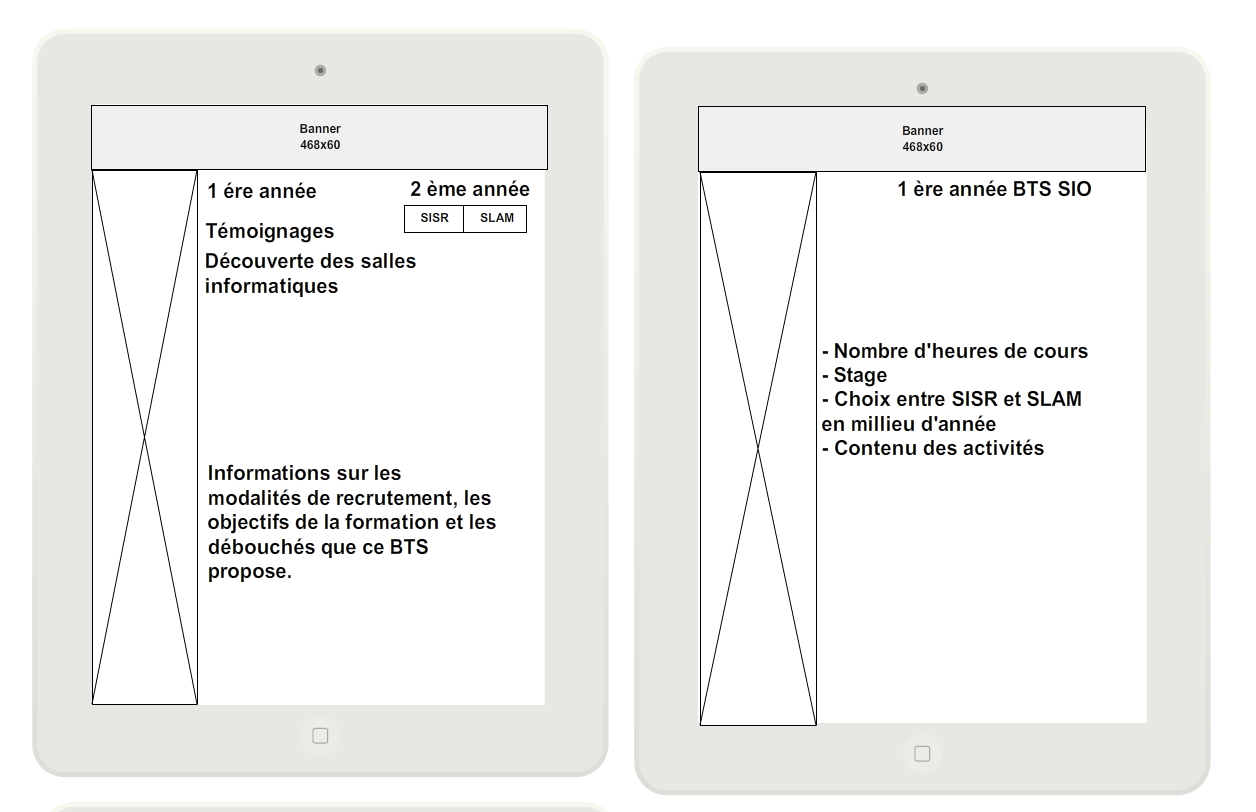 Banner
468x60
1 ére année
2 ème année
SISR
SLAM
Témoignages
Découverte des salles
informatiques
Informations sur les
modalités de recrutement, les
objectifs de la formation et les
débouchés que ce BTS
propose.
Banner
468x60
1 ère année BTS SIO
- Nombre d'heures de cours
- Stage
- Choix entre SISR et SLAM
en millieu d'année
- Contenu des activités